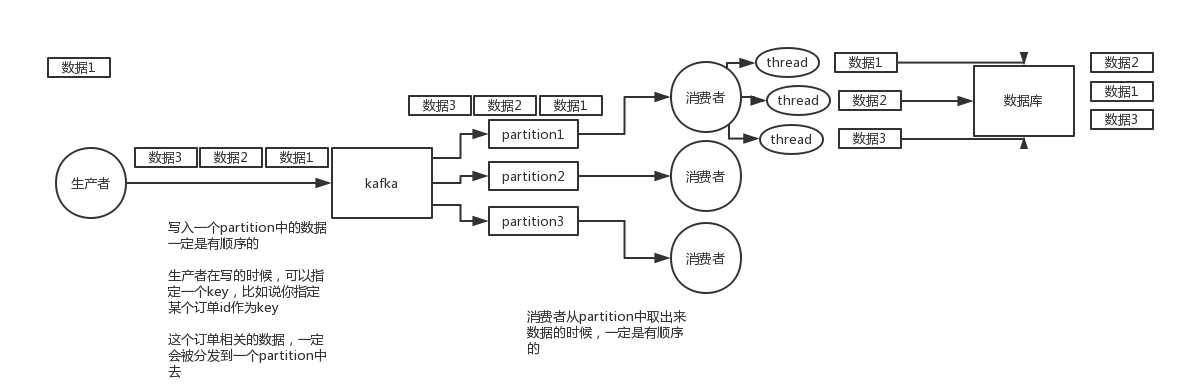 数据1
生产者
数据3 数据2 数据1
kafka
写入一个partition中的数据
一定是有顺序的
生产者在写的时候，可以指
定一个key，比如说你指定
某个订单id作为key
这个订单相关的数据，一定
会被分发到一个partition中
去
数据3 数据2 数据1
partition1
partition2
partition3
消费者
消费者
消费者
消费者从partition中取出来
数据的时候，一定是有顺序
的
thread
thread
thread
数据1
数据2
数据3
数据库
数据2
数据1
数据3